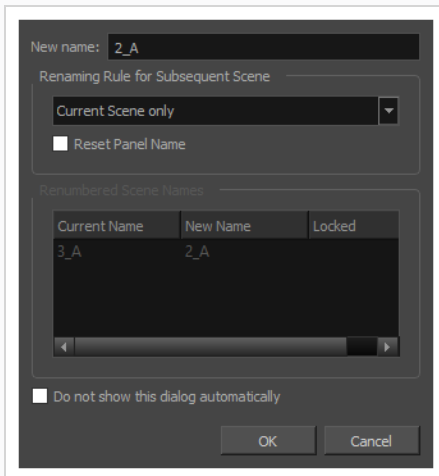 New name: 2_A
Renaming Rule for Subsequent Scene
Current Scene only
Reset Panel Name
Renumbered Scene Names
Current Name New Name Locked
3_A 2_A
Do not show this dialog automatically
OK Cancel